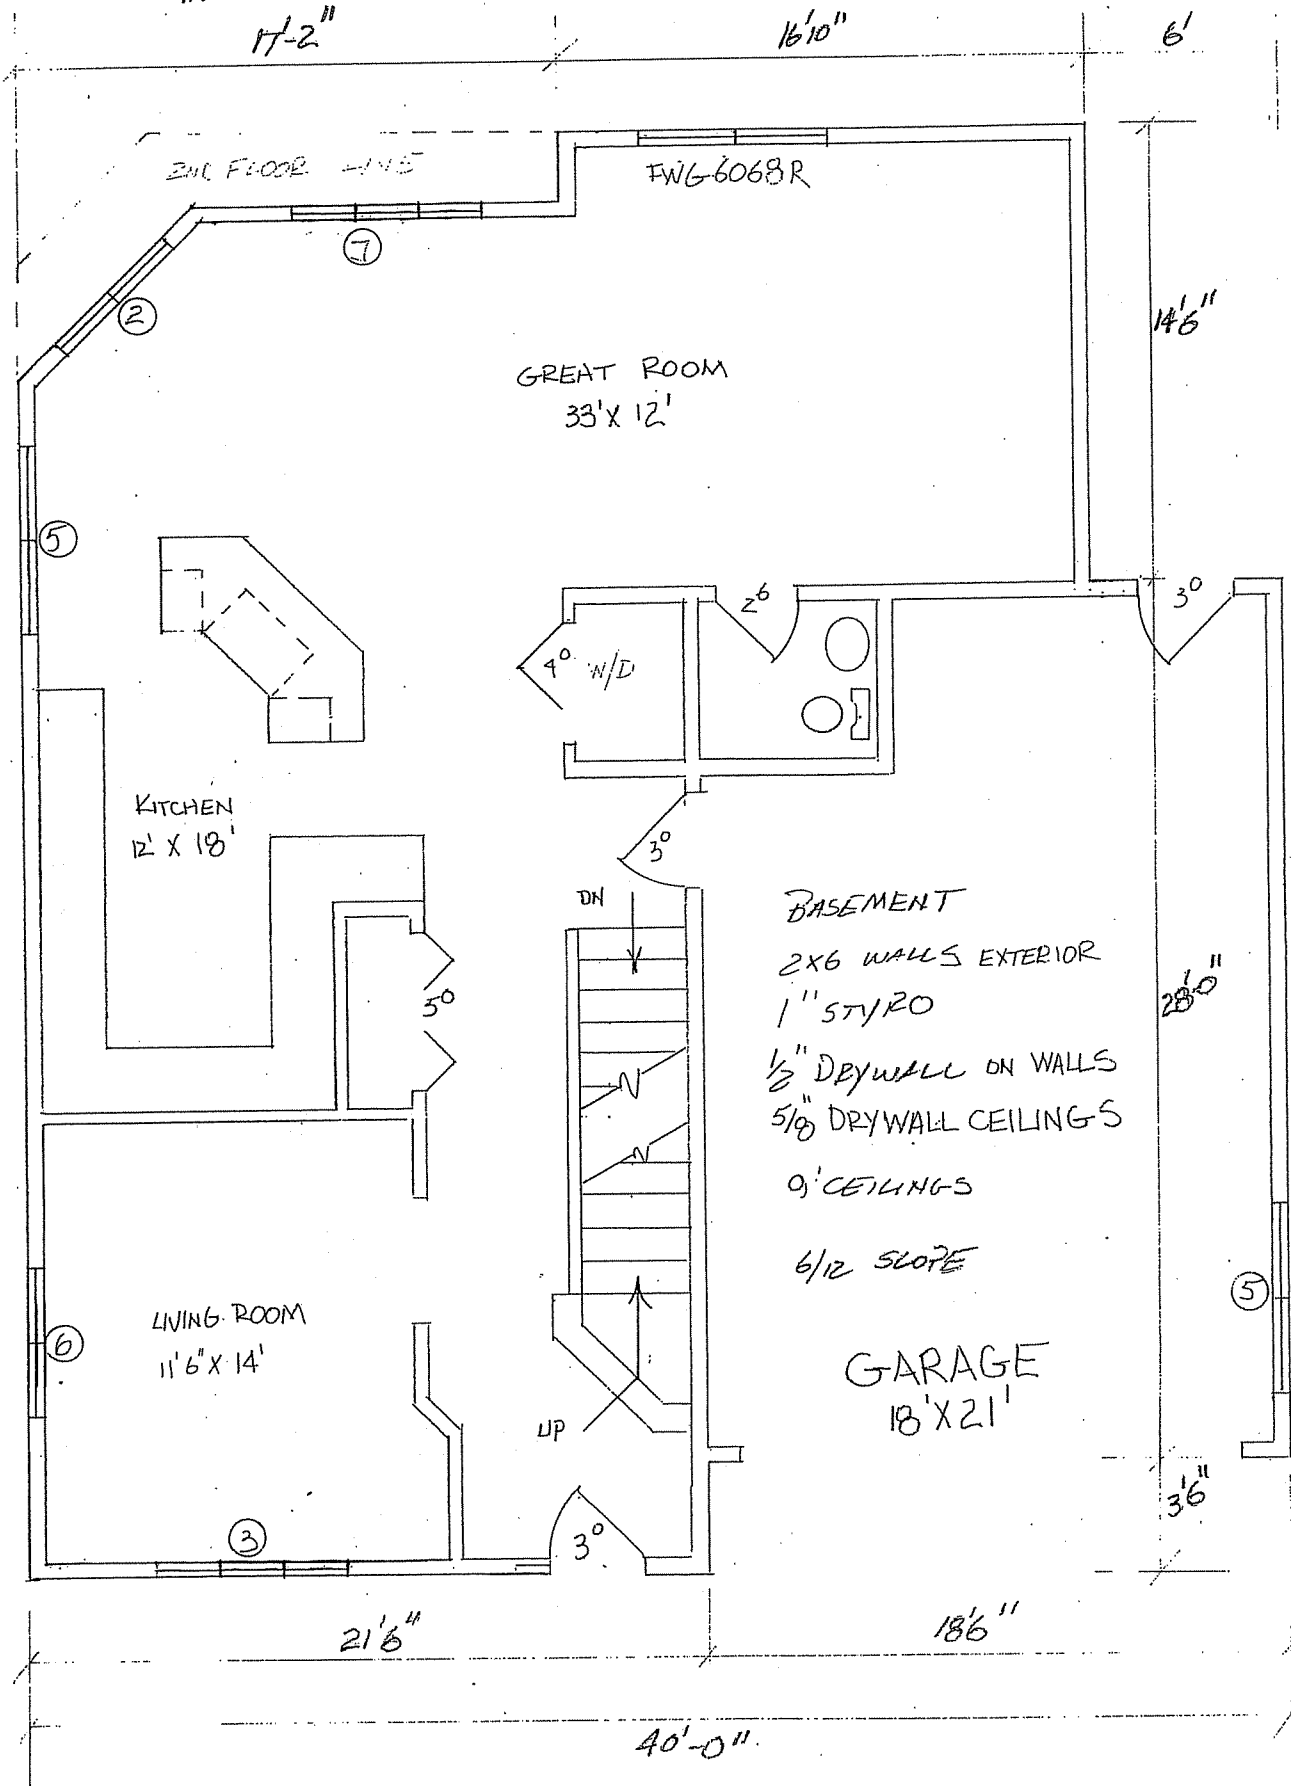 17'-2"
16'10"
6'
2ND FLOOR
FWG6068R
7
2
14'6"
GREAT ROOM
33' X 12'
5
2⁶
3⁰
4⁰ W/D
KITCHEN
12' X 18'
3⁰
DN
BASEMENT
2X6 WALLS EXTERIOR
1" STYRO
1/2" DRYWALL ON WALLS
5/8" DRYWALL CEILINGS
9' CEILINGS
6/12 SLOPE
5⁰
28'-0"
LIVING ROOM
11'6" X 14'
6
5
GARAGE
18' X 21'
UP
3'6"
3
3⁰
21'6"
18'6"
40'-0"